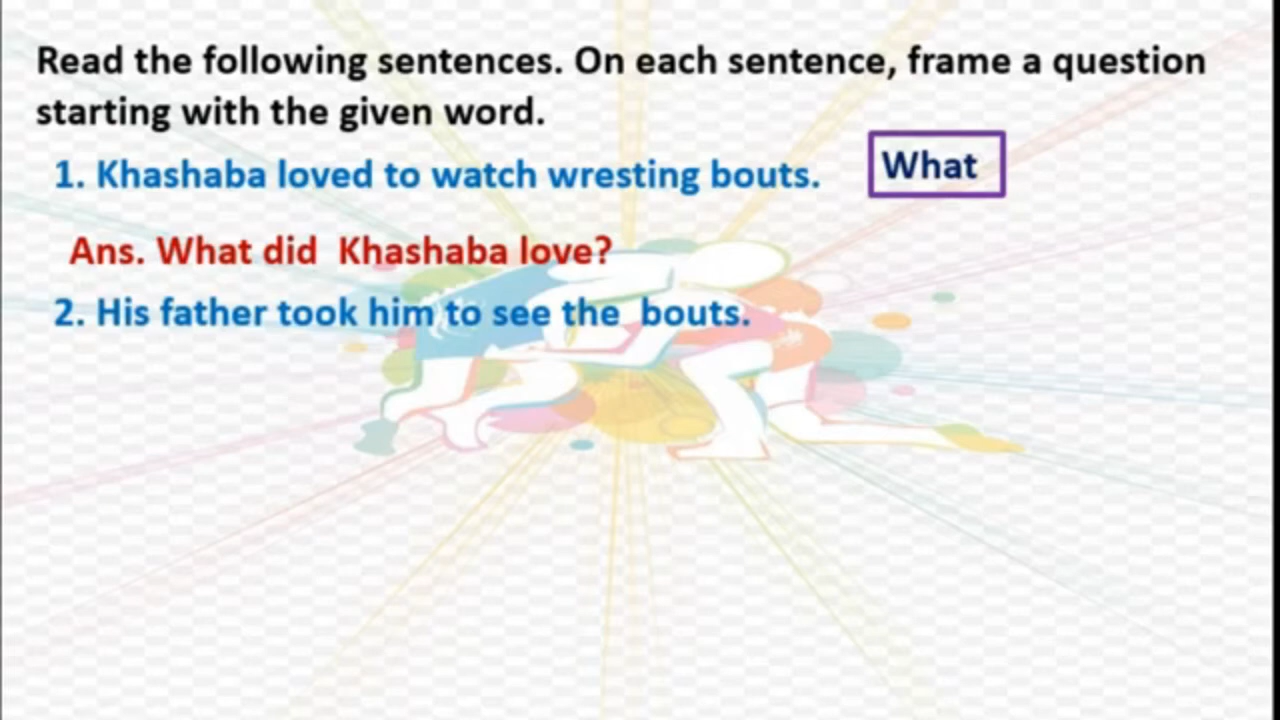 Read the following sentences. On each sentence, frame a question
starting with the given word.
1. Khashaba loved to watch wresting bouts.
What
Ans. What did Khashaba love?
2. His father took him to see the bouts.